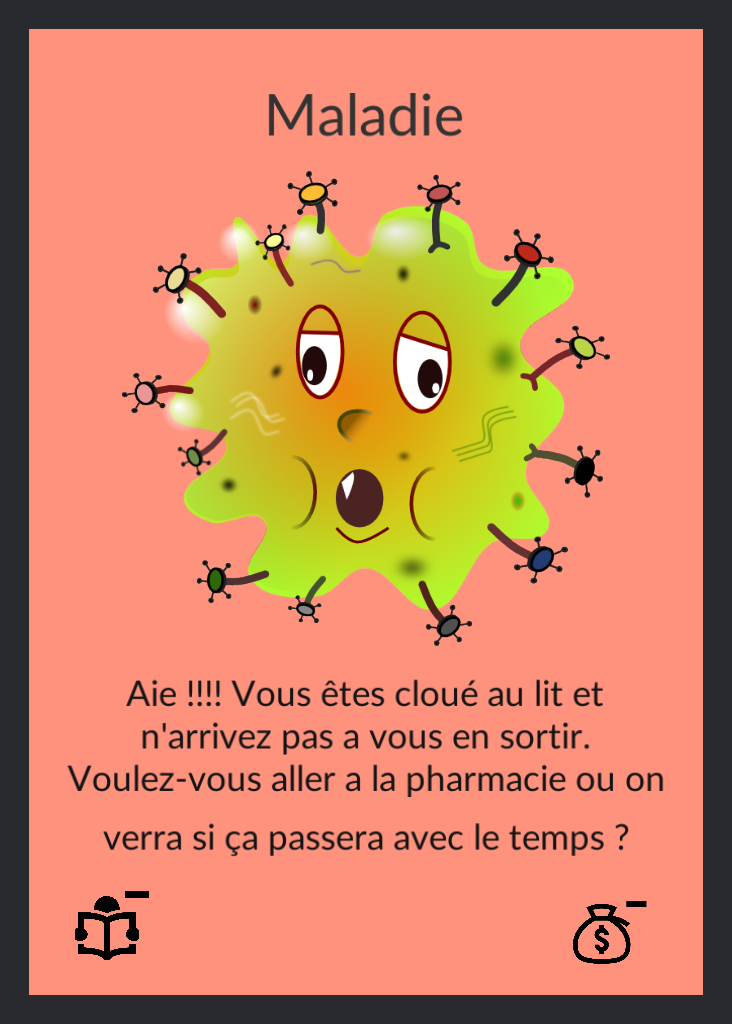 Maladie
Aie !!!! Vous êtes cloué au lit et
n'arrivez pas a vous en sortir.
Voulez-vous aller a la pharmacie ou on
verra si ça passera avec le temps ?
$